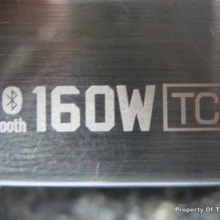 ooth 160W TC
Property Of T